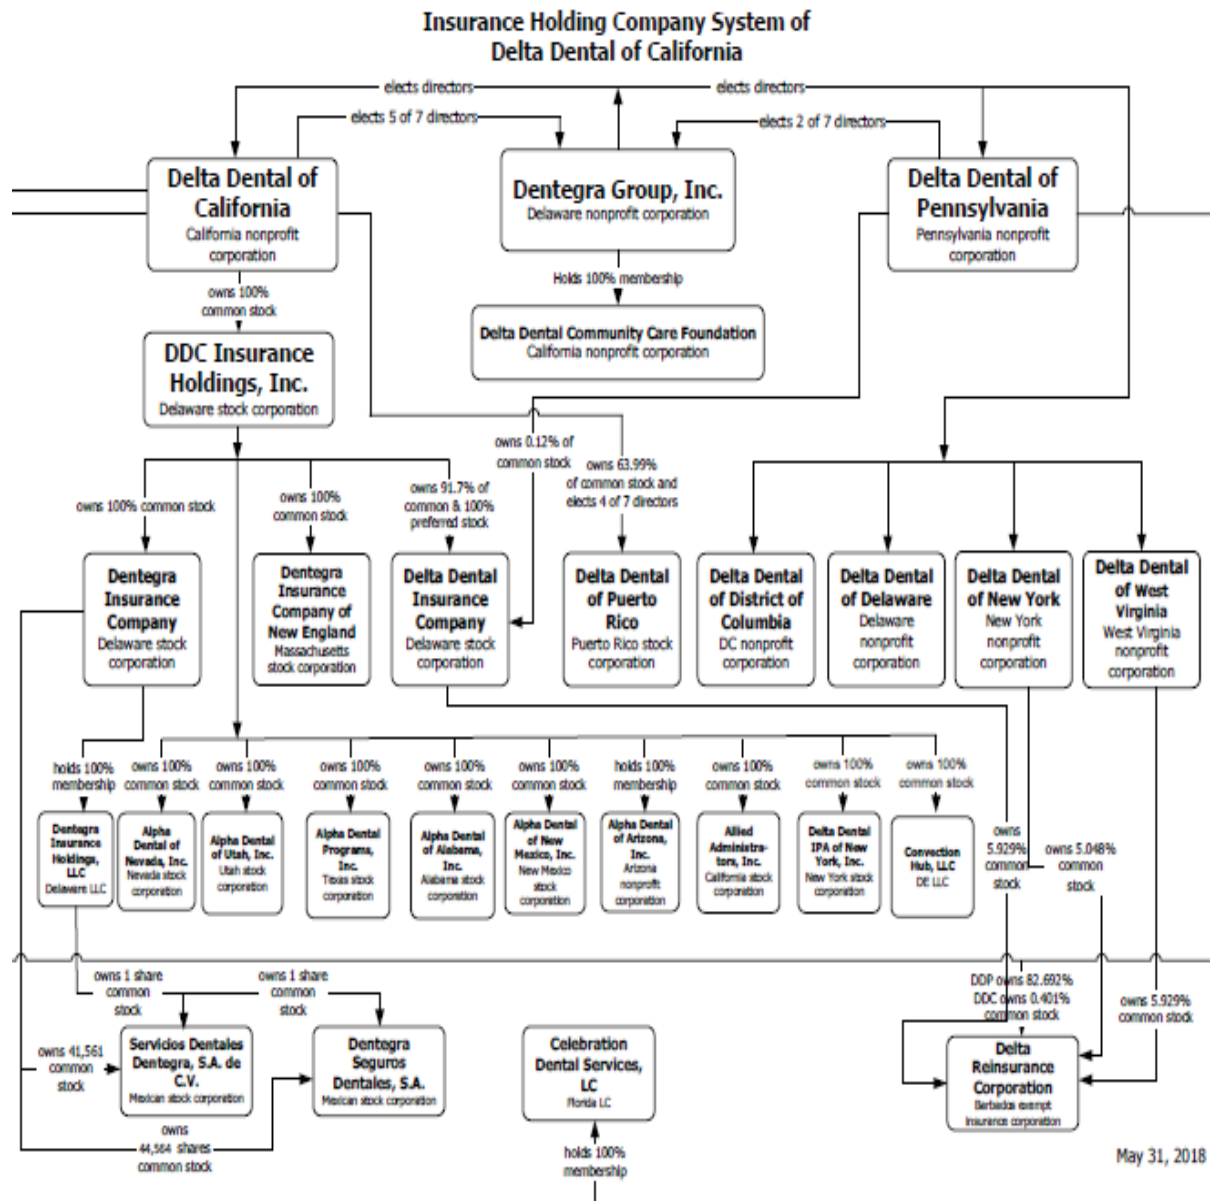 Insurance Holding Company System of
Delta Dental of California
elects directors
elects directors
elects 5 of 7 directors
elects 2 of 7 directors
Delta Dental of
California
California nonprofit
corporation
Dentegra Group, Inc.
Delaware nonprofit corporation
Delta Dental of
Pennsylvania
Pennsylvania nonprofit
corporation
owns 100%
common stock
Holds 100% membership
DDC Insurance
Holdings, Inc.
Delaware stock corporation
Delta Dental Community Care Foundation
California nonprofit corporation
owns 100% common stock
owns 100%
common stock
owns 91.7% of
common & 100%
preferred stock
owns 0.12% of
common stock
owns 63.99%
of common stock and
elects 4 of 7 directors
Dentegra
Insurance
Company
Delaware stock
corporation
Dentegra
Insurance
Company of
New England
Massachusetts
stock corporation
Delta Dental
Insurance
Company
Delaware stock
corporation
Delta Dental
of Puerto
Rico
Puerto Rico stock
corporation
Delta Dental
of District of
Columbia
DC nonprofit
corporation
Delta Dental
of Delaware
Delaware
nonprofit
corporation
Delta Dental
of New York
New York
nonprofit
corporation
Delta Dental
of West
Virginia
West Virginia
nonprofit
corporation
holds 100%
membership
owns 100%
common stock
owns 100%
common stock
owns 100%
common stock
owns 100%
common stock
owns 100%
common stock
holds 100%
membership
owns 100%
common stock
owns 100%
common stock
owns 100%
common stock
Dentegra
Insurance
Holdings,
LLC
Delaware LLC
Alpha
Dental of
Nevada, Inc.
Nevada stock
corporation
Alpha Dental
of Utah, Inc.
Utah stock
corporation
Alpha Dental
Programs,
Inc.
Texas stock
corporation
Alpha Dental
of Alabama,
Inc.
Alabama stock
corporation
Alpha Dental
of New
Mexico, Inc.
New Mexico
stock
corporation
Alpha Dental
of Arizona,
Inc.
Arizona
nonprofit
corporation
Allied
Administra-
tors, Inc.
California stock
corporation
Delta Dental
IPA of New
York, Inc.
New York stock
corporation
Convection
Hub, LLC
DE LLC
owns
5.929%
common
stock
owns 5.048%
common
stock
owns 1 share
common
stock
owns 1 share
common
stock
DDP owns 82.692%
DDC owns 0.401%
common stock
owns 5.929%
common stock
owns 41,561
common
stock
Servicios Dentales
Dentegra, S.A. de
C.V.
Mexican stock corporation
Dentegra
Seguros
Dentales, S.A.
Mexican stock corporation
Celebration
Dental Services,
LC
Florida LC
Delta
Reinsurance
Corporation
Barbados exempt
insurance corporation
owns
44,564 shares
common stock
holds 100%
membership
May 31, 2018